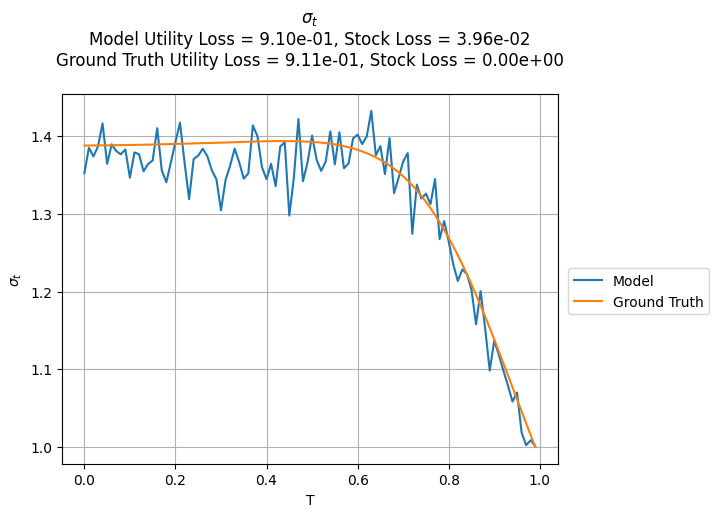 σt
Model Utility Loss = 9.10e-01, Stock Loss = 3.96e-02
Ground Truth Utility Loss = 9.11e-01, Stock Loss = 0.00e+00
1.4
1.3
1.2
1.1
1.0
σt
0.0 0.2 0.4 0.6 0.8 1.0
T
Model
Ground Truth